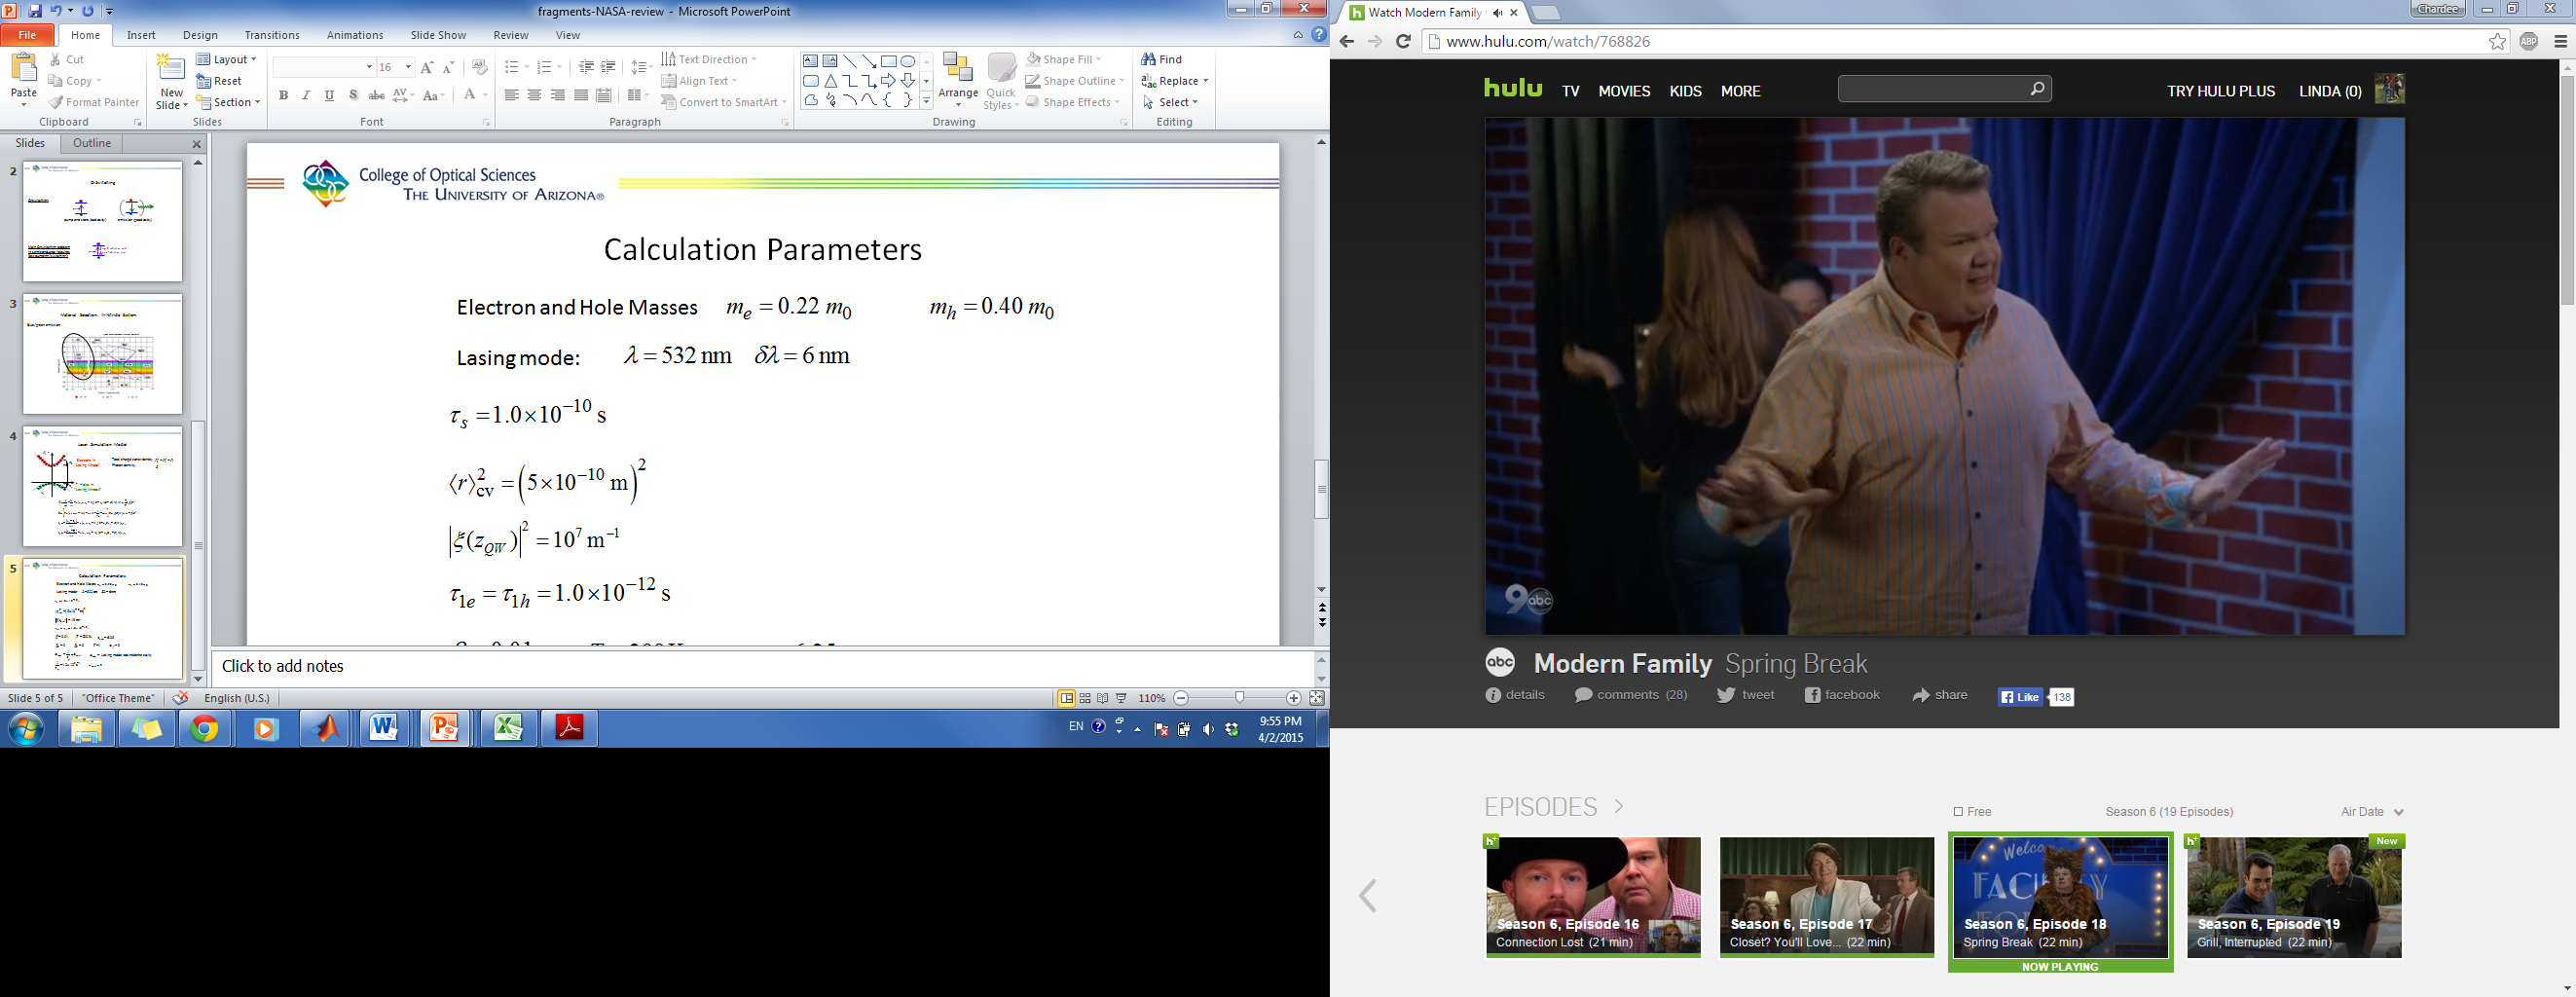 fragments-NASA-review - Microsoft PowerPoint
File Home Insert Design Transitions Animations Slide Show Review View
Paste
Cut
Copy
Format Painter
Clipboard
New
Slide
Layout
Reset
Section
Slides
16
Font
Text Direction
Align Text
Convert to SmartArt
Paragraph
Arrange
Quick
Styles
Shape Fill
Shape Outline
Shape Effects
Drawing
Find
Replace
Select
Editing
Slides Outline
2
3
4
5
College of Optical Sciences
THE UNIVERSITY OF ARIZONA®
Calculation Parameters
Electron and Hole Masses m_e = 0.22 m_0 m_h = 0.40 m_0
Lasing mode: λ = 532 nm δλ = 6 nm
τ_s = 1.0×10^−10 s
⟨r⟩²_cv = (5×10^−10 m)^2
|ξ(z_QW)|² = 10^7 m^−1
τ_1e = τ_1h = 1.0×10^−12 s
Click to add notes
Slide 5 of 5 "Office Theme" English (U.S.) 110%
EN 9:55 PM
4/2/2015
Watch Modern Family
Chardee
www.hulu.com/watch/768826
ABP
hulu TV MOVIES KIDS MORE TRY HULU PLUS LINDA (0)
9 abc
abc Modern Family Spring Break
details comments (28) tweet facebook share Like 138
EPISODES
Free Season 6 (19 Episodes) Air Date
h+
Season 6, Episode 16
Connection Lost (21 min)
Season 6, Episode 17
Closet? You'll Love... (22 min)
Welcome
Season 6, Episode 18
Spring Break (22 min)
NOW PLAYING
h+ New
Season 6, Episode 19
Grill, Interrupted (22 min)